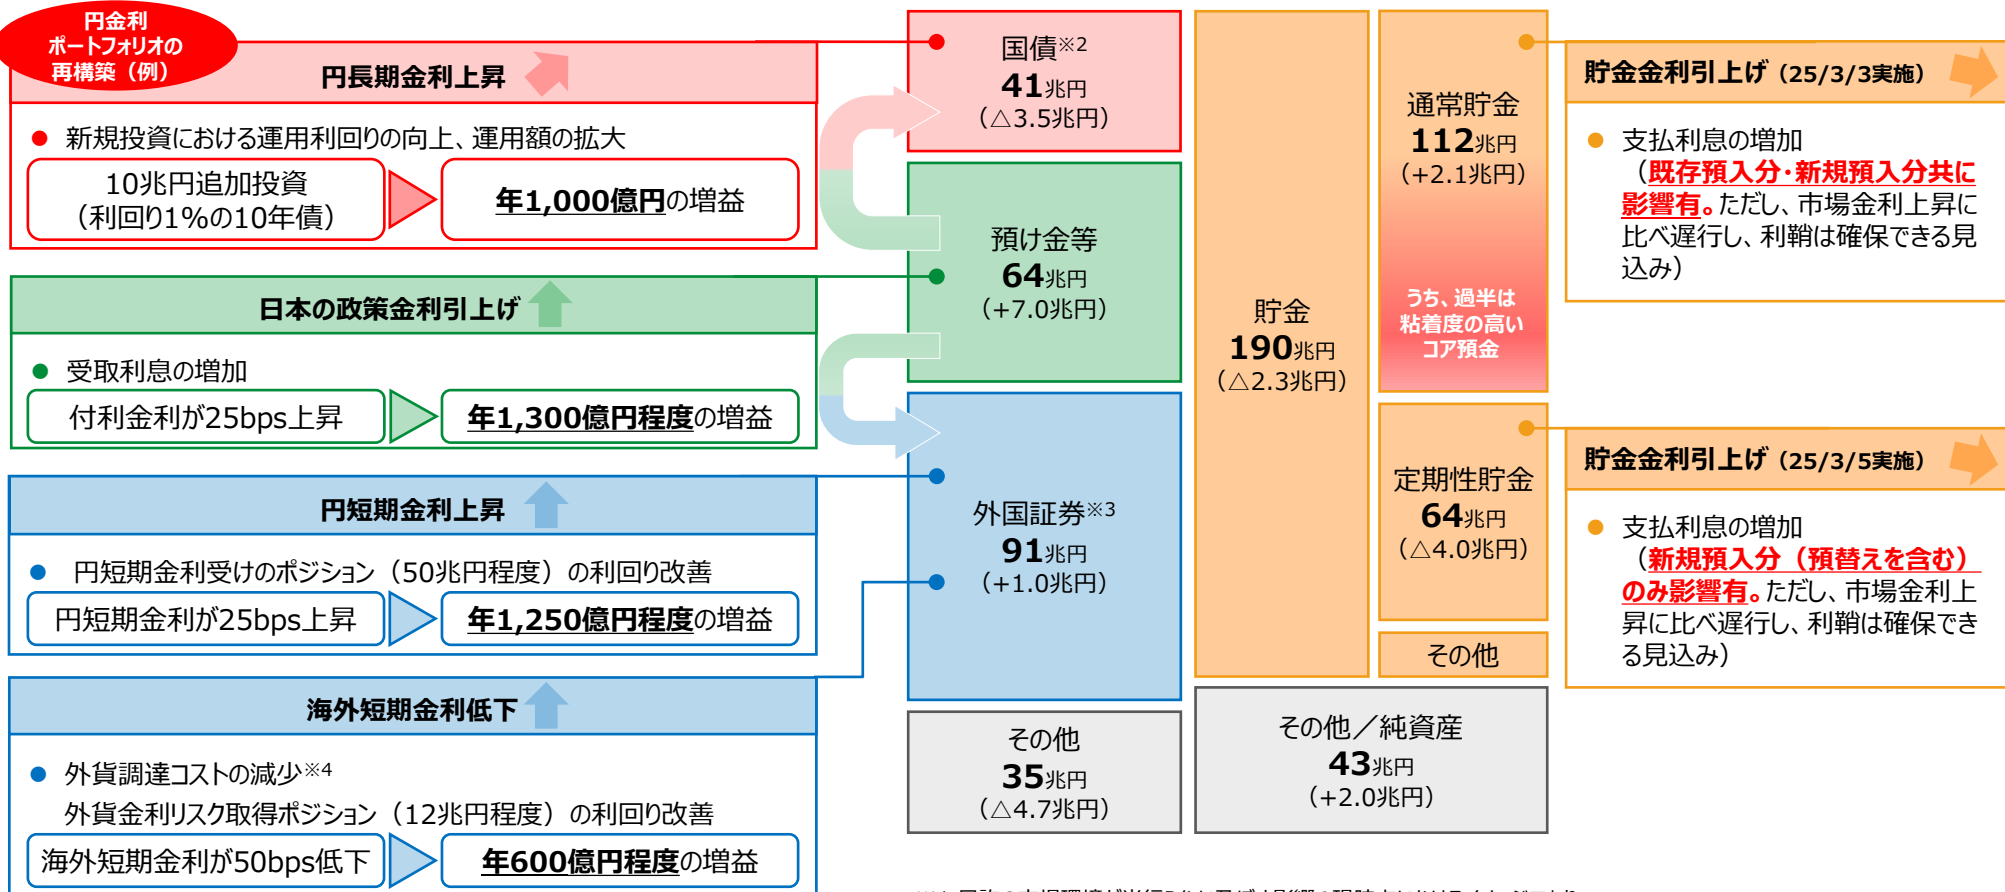 円金利
ポートフォリオの
再構築（例）
円長期金利上昇
● 新規投資における運用利回りの向上、運用額の拡大
10兆円追加投資
（利回り1%の10年債）
年1,000億円の増益
日本の政策金利引上げ
● 受取利息の増加
付利金利が25bps上昇
年1,300億円程度の増益
円短期金利上昇
● 円短期金利受けのポジション（50兆円程度）の利回り改善
円短期金利が25bps上昇
年1,250億円程度の増益
海外短期金利低下
● 外貨調達コストの減少※4
外貨金利リスク取得ポジション（12兆円程度）の利回り改善
海外短期金利が50bps低下
年600億円程度の増益
国債※2
41兆円
（△3.5兆円）
預け金等
64兆円
（+7.0兆円）
外国証券※3
91兆円
（+1.0兆円）
その他
35兆円
（△4.7兆円）
貯金
190兆円
（△2.3兆円）
その他／純資産
43兆円
（+2.0兆円）
通常貯金
112兆円
（+2.1兆円）
うち、過半は
粘着度の高い
コア預金
定期性貯金
64兆円
（△4.0兆円）
その他
貯金金利引上げ（25/3/3実施）
● 支払利息の増加
（既存預入分・新規預入分共に
影響有。ただし、市場金利上昇に
比べ遅行し、利鞘は確保できる見
込み）
貯金金利引上げ（25/3/5実施）
● 支払利息の増加
（新規預入分（預替えを含む）
のみ影響有。ただし、市場金利上
昇に比べ遅行し、利鞘は確保でき
る見込み）